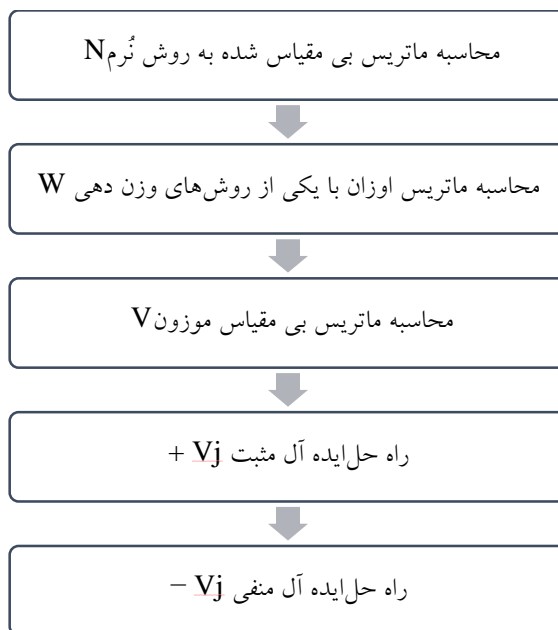 محاسبه ماتریس بی مقیاس شده به روش نُرمN
محاسبه ماتریس اوزان با یکی از روش‌های وزن دهی W
محاسبه ماتریس بی مقیاس موزونV
راه حل‌ایده آل مثبت Vj +
راه حل‌ایده آل منفی Vj –